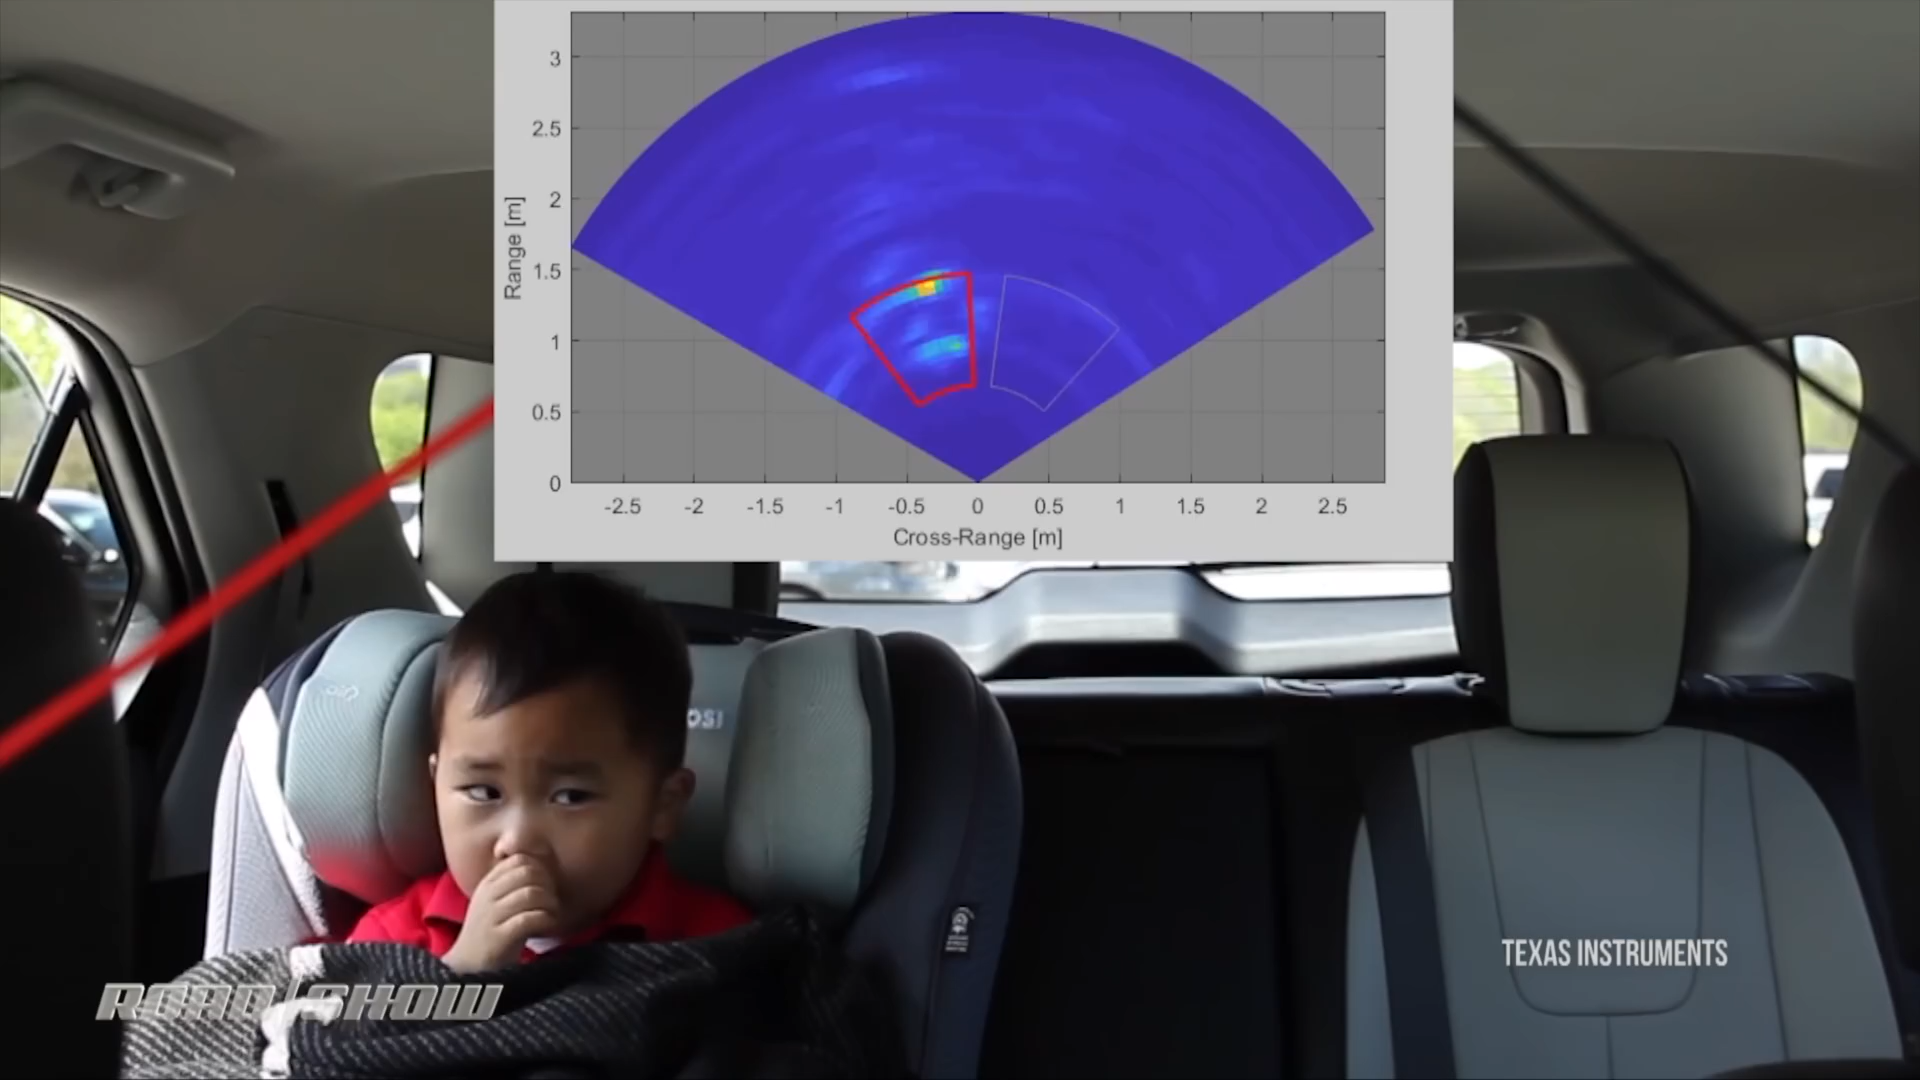 3
2.5
2
1.5
1
0.5
0
Range [m]
-2.5 -2 -1.5 -1 -0.5 0 0.5 1 1.5 2 2.5
Cross-Range [m]
TEXAS INSTRUMENTS
ROAD SHOW